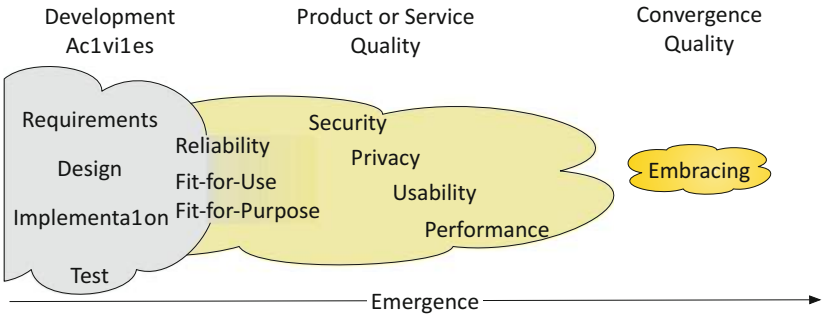 Development
Ac1vi1es
Product or Service
Quality
Convergence
Quality
Requirements
Design
Implementa1on
Test
Reliability
Fit-for-Use
Fit-for-Purpose
Security
Privacy
Usability
Performance
Embracing
Emergence